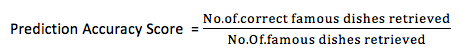 Prediction Accuracy Score = No.of.correct famous dishes retrieved
No.Of.famous dishes retrieved